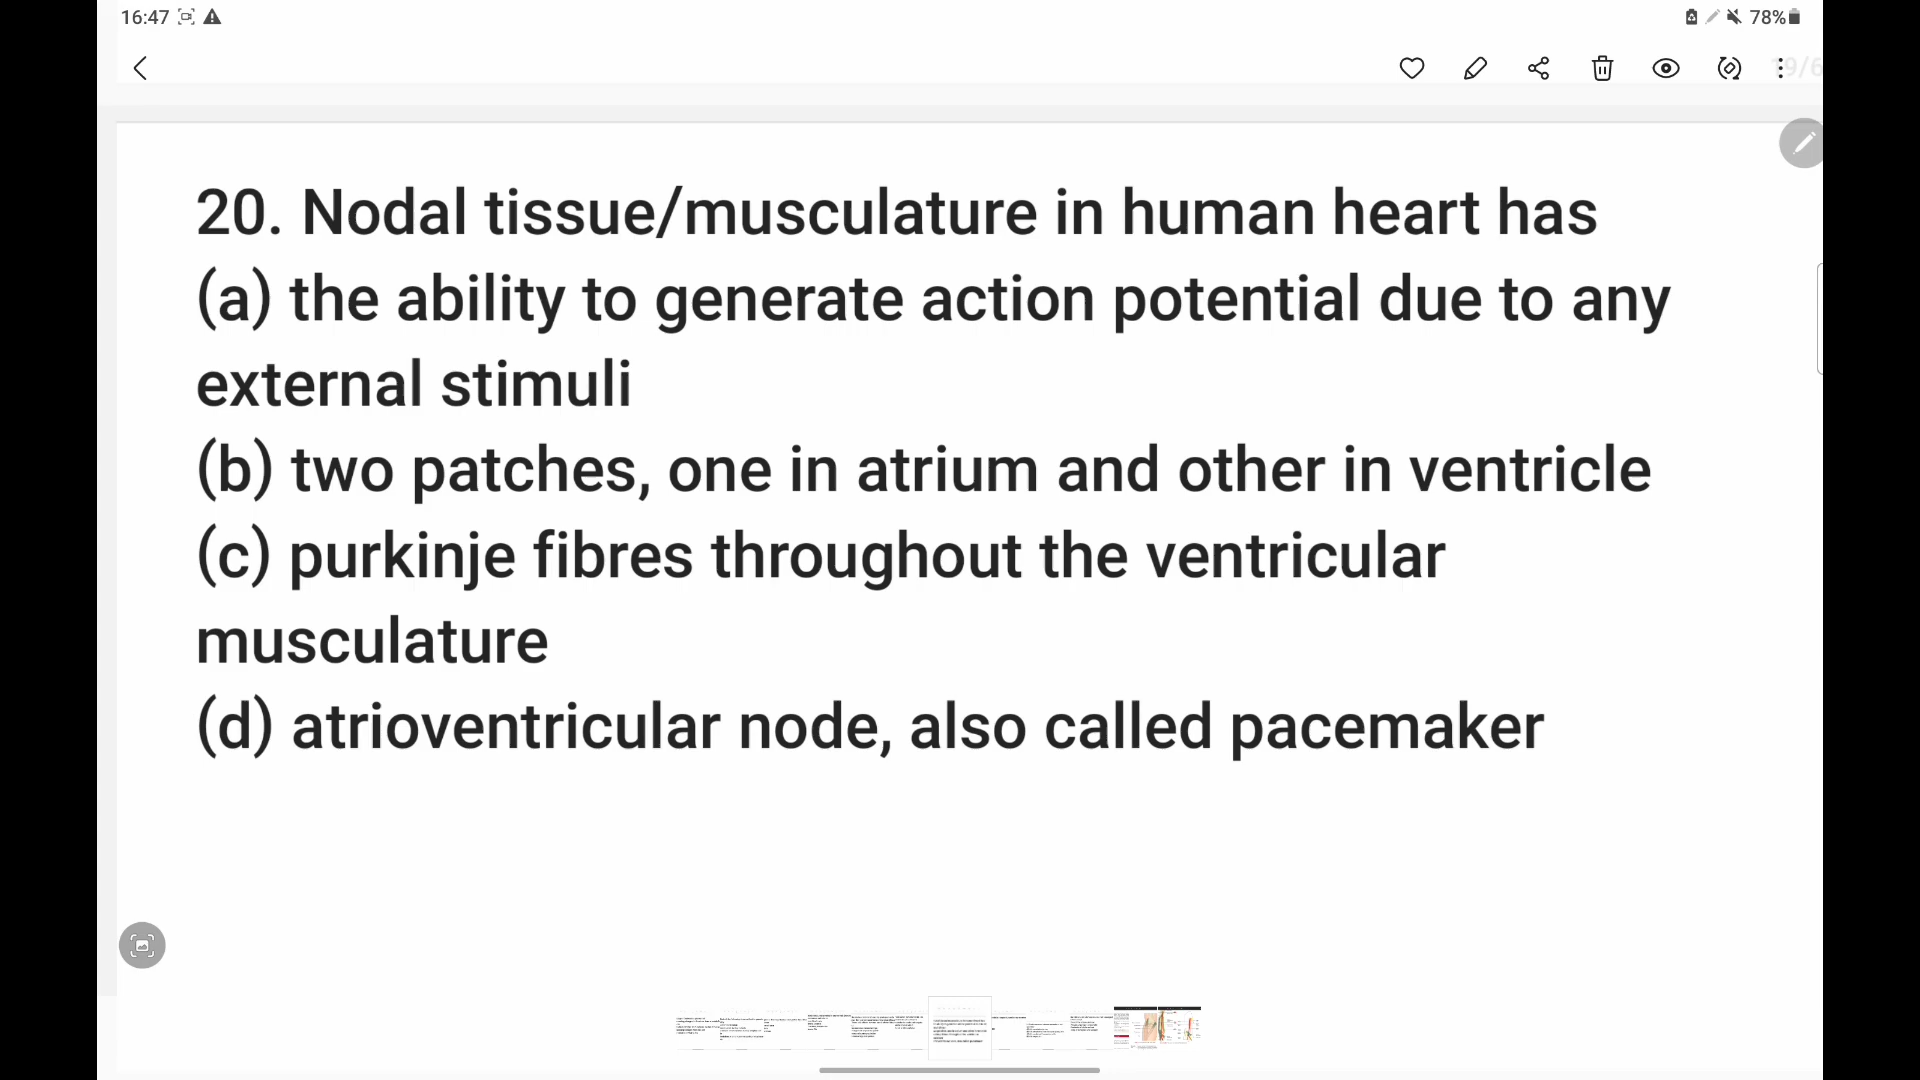 16:47
78%
19/6
20. Nodal tissue/musculature in human heart has
(a) the ability to generate action potential due to any
external stimuli
(b) two patches, one in atrium and other in ventricle
(c) purkinje fibres throughout the ventricular
musculature
(d) atrioventricular node, also called pacemaker